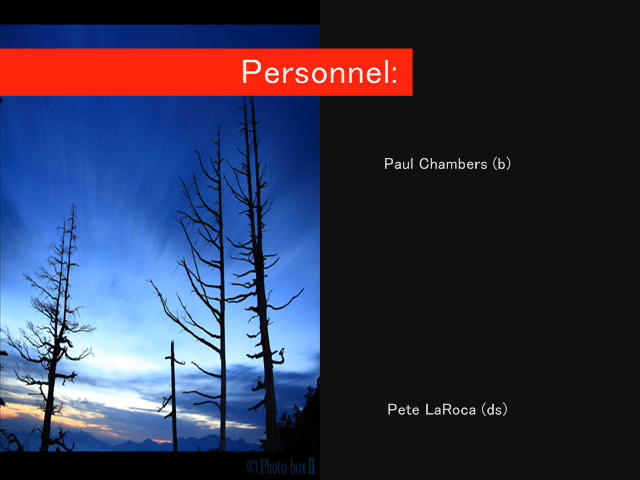 Personnel:
Paul Chambers (b)
Pete LaRoca (ds)
(C) Photo box II